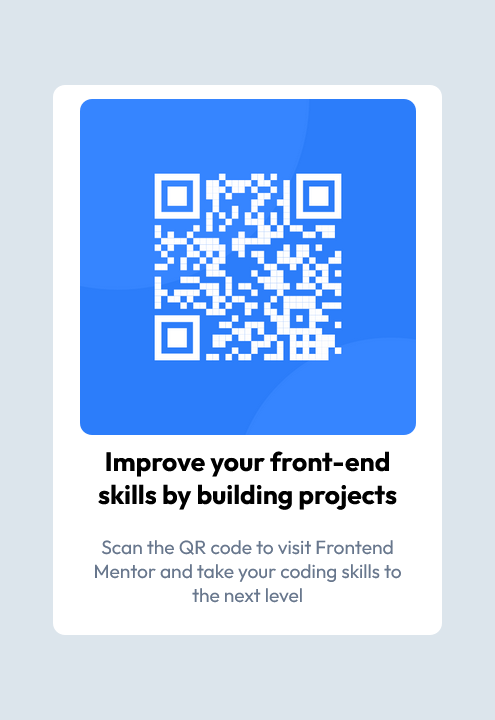 Improve your front-end
skills by building projects
Scan the QR code to visit Frontend
Mentor and take your coding skills to
the next level